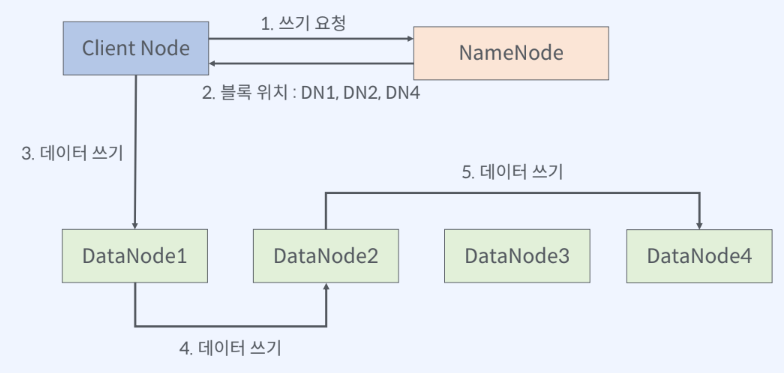 1. 쓰기 요청
Client Node
NameNode
2. 블록 위치 : DN1, DN2, DN4
3. 데이터 쓰기
5. 데이터 쓰기
DataNode1
DataNode2
DataNode3
DataNode4
4. 데이터 쓰기